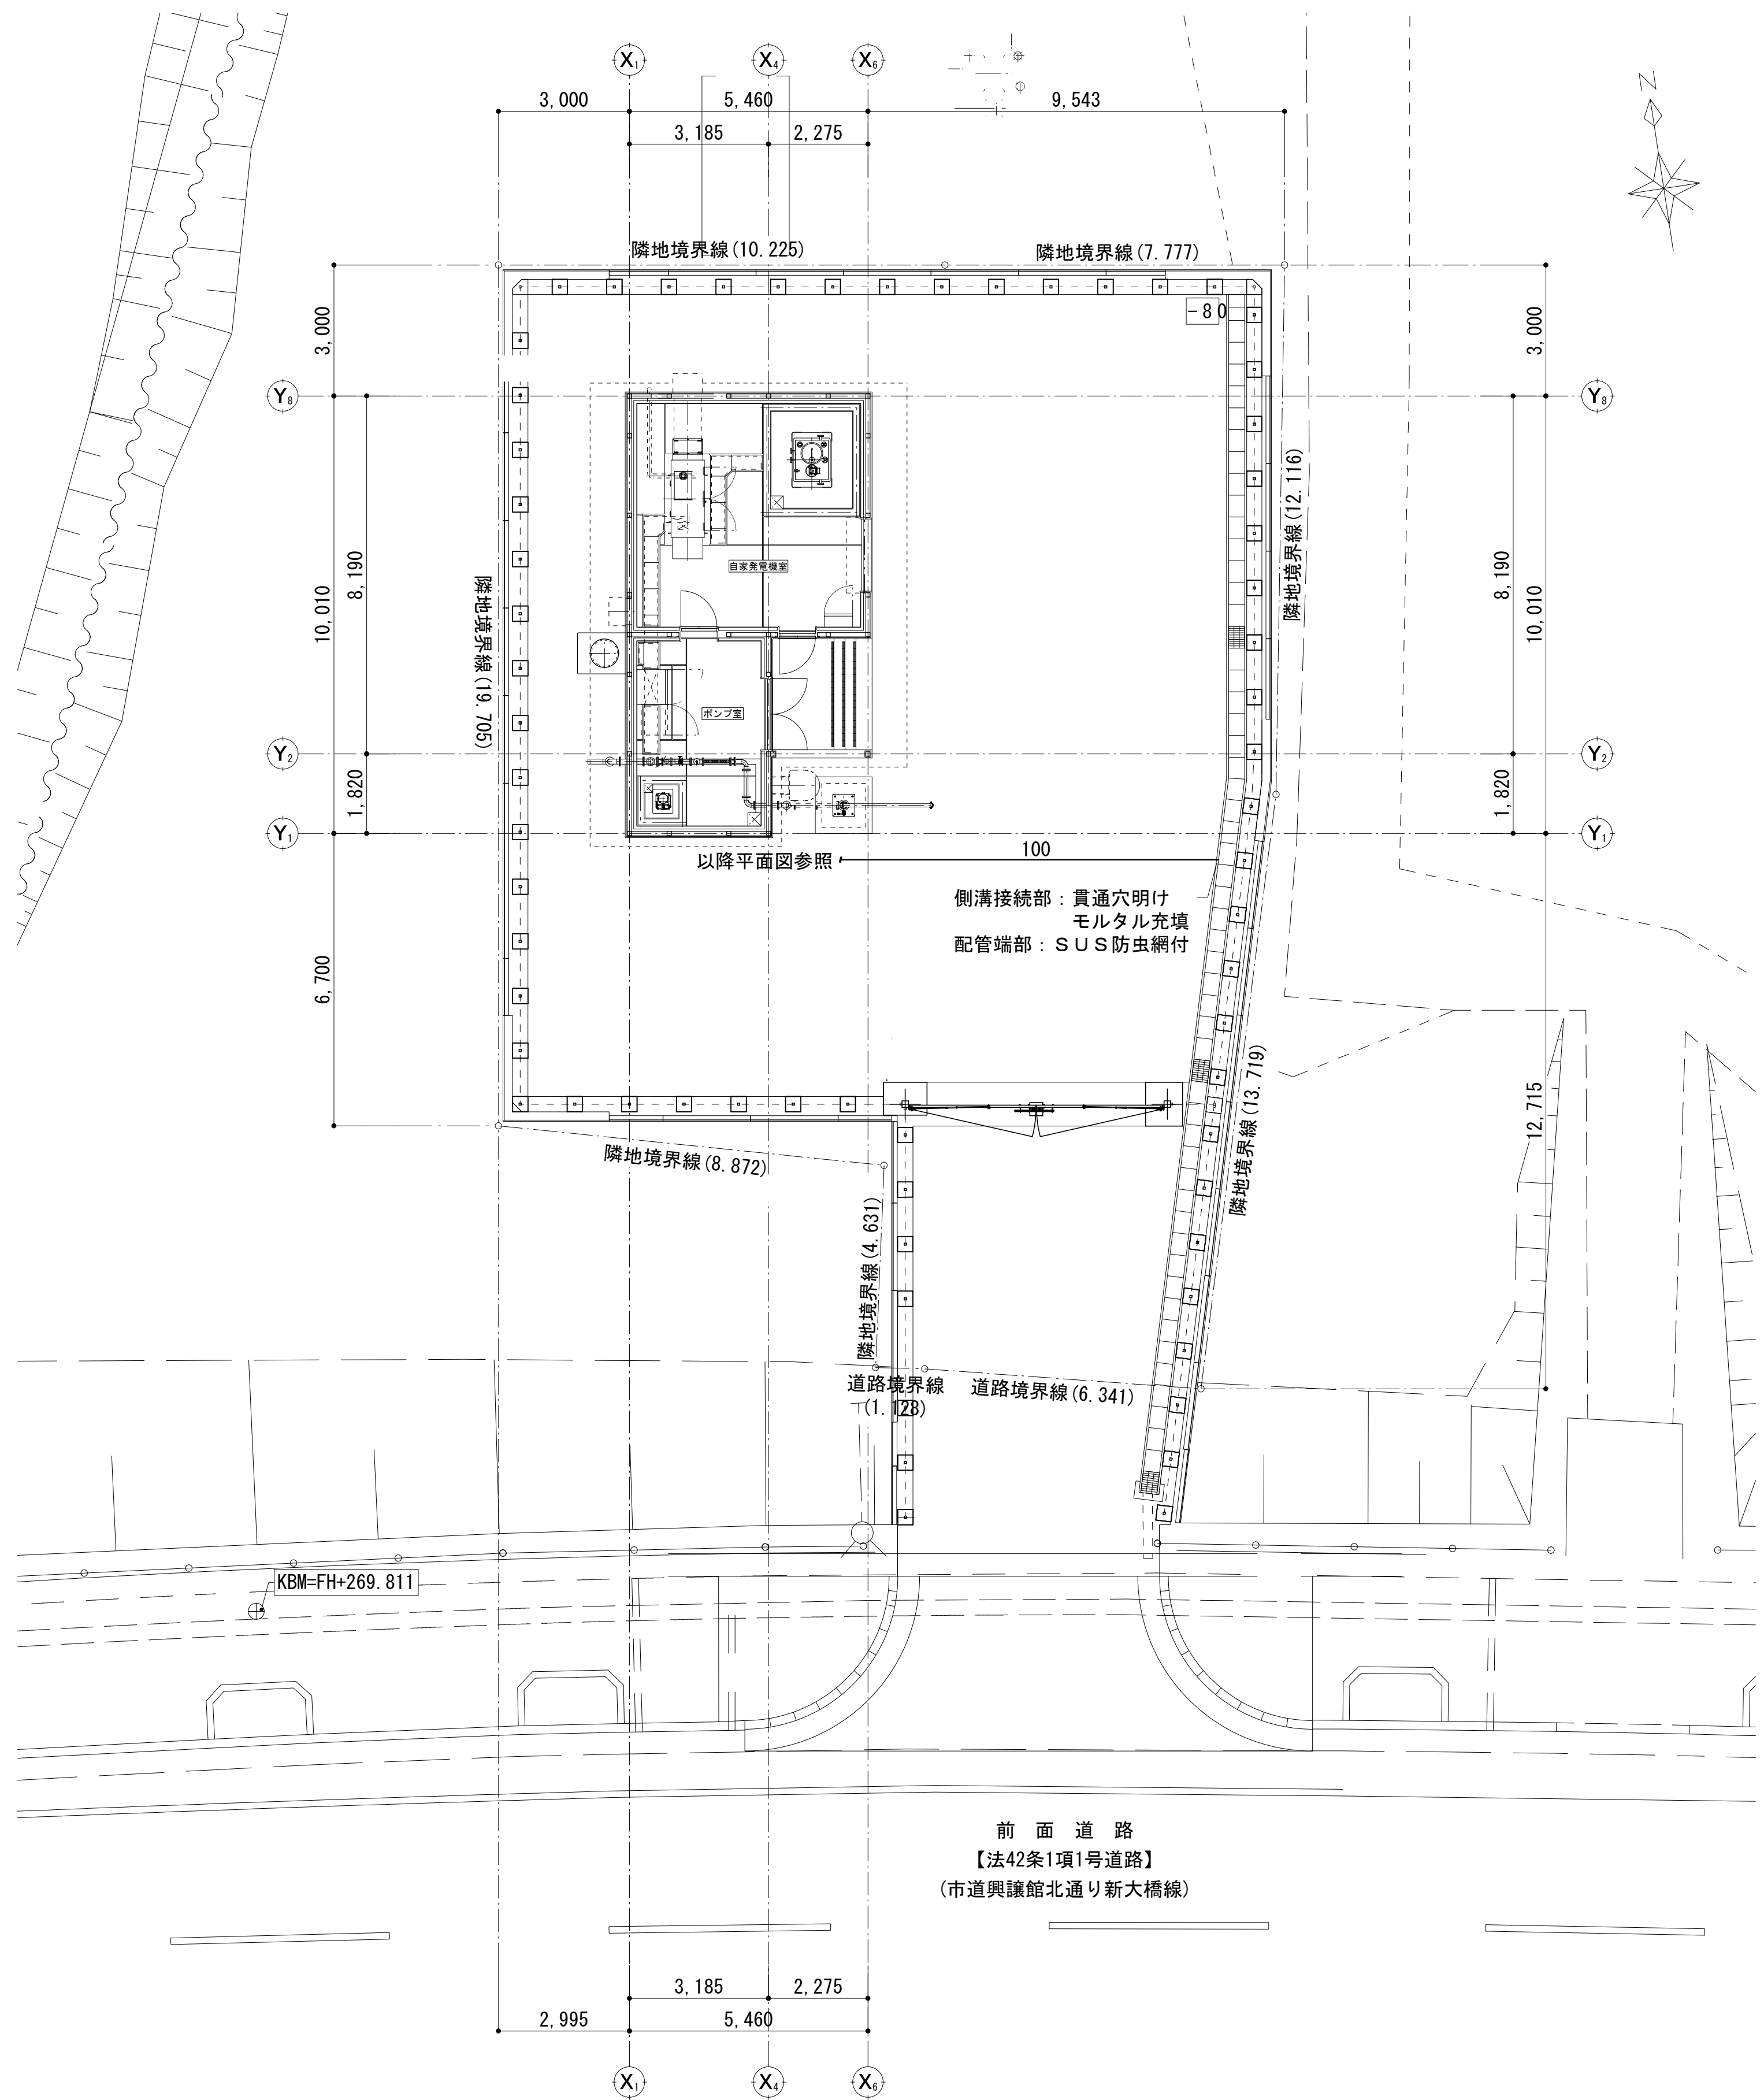 X1
X4
X6
3,000
5,460
9,543
3,185
2,275
N
隣地境界線(10.225)
隣地境界線(7.777)
-80
3,000
3,000
Y8
Y8
隣地境界線(12.116)
8,190
10,010
8,190
10,010
自家発電機室
隣地境界線(19.705)
ポンプ室
Y2
Y2
1,820
1,820
Y1
Y1
以降平面図参照
100
側溝接続部：貫通穴明け
モルタル充填
配管端部：ＳＵＳ防虫網付
6,700
隣地境界線(13.719)
12,715
隣地境界線(8.872)
隣地境界線(4.631)
道路境界線
(1.128)
道路境界線(6.341)
KBM=FH+269.811
前　面　道　路
【法42条1項1号道路】
(市道興譲館北通り新大橋線)
3,185
2,275
2,995
5,460
X1
X4
X6